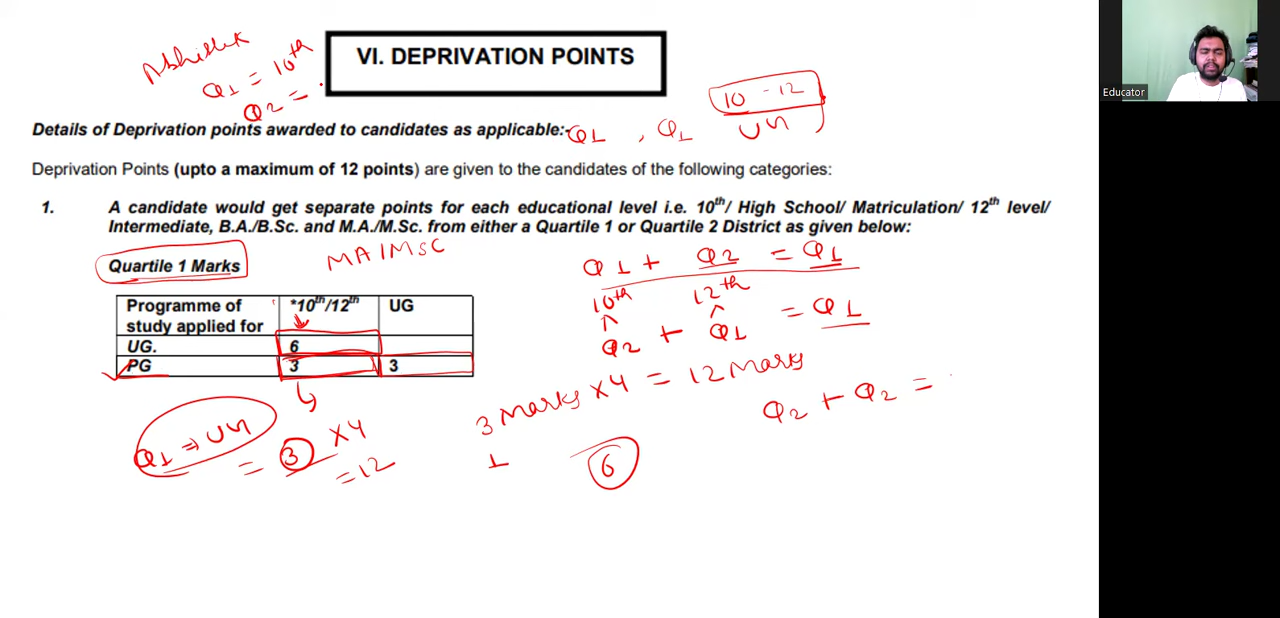 Abhishek
Q1 = 10th
Q2 =
VI. DEPRIVATION POINTS
10 - 12
UG
Educator
Details of Deprivation points awarded to candidates as applicable:- Q1 , Q1
Deprivation Points (upto a maximum of 12 points) are given to the candidates of the following categories:
1. A candidate would get separate points for each educational level i.e. 10th/ High School/ Matriculation/ 12th level/
Intermediate, B.A./B.Sc. and M.A./M.Sc. from either a Quartile 1 or Quartile 2 District as given below:
Quartile 1 Marks
MA/MSC
Q1 + Q2 = Q1
10th 12th
Q2 + Q1 = Q1
Programme of study applied for *10th/12th UG
UG. 6
PG 3 3
3 Marks x4 = 12 Marks
Q2 + Q2 =
Q1 => UG
= 3 x4
=12
1
6